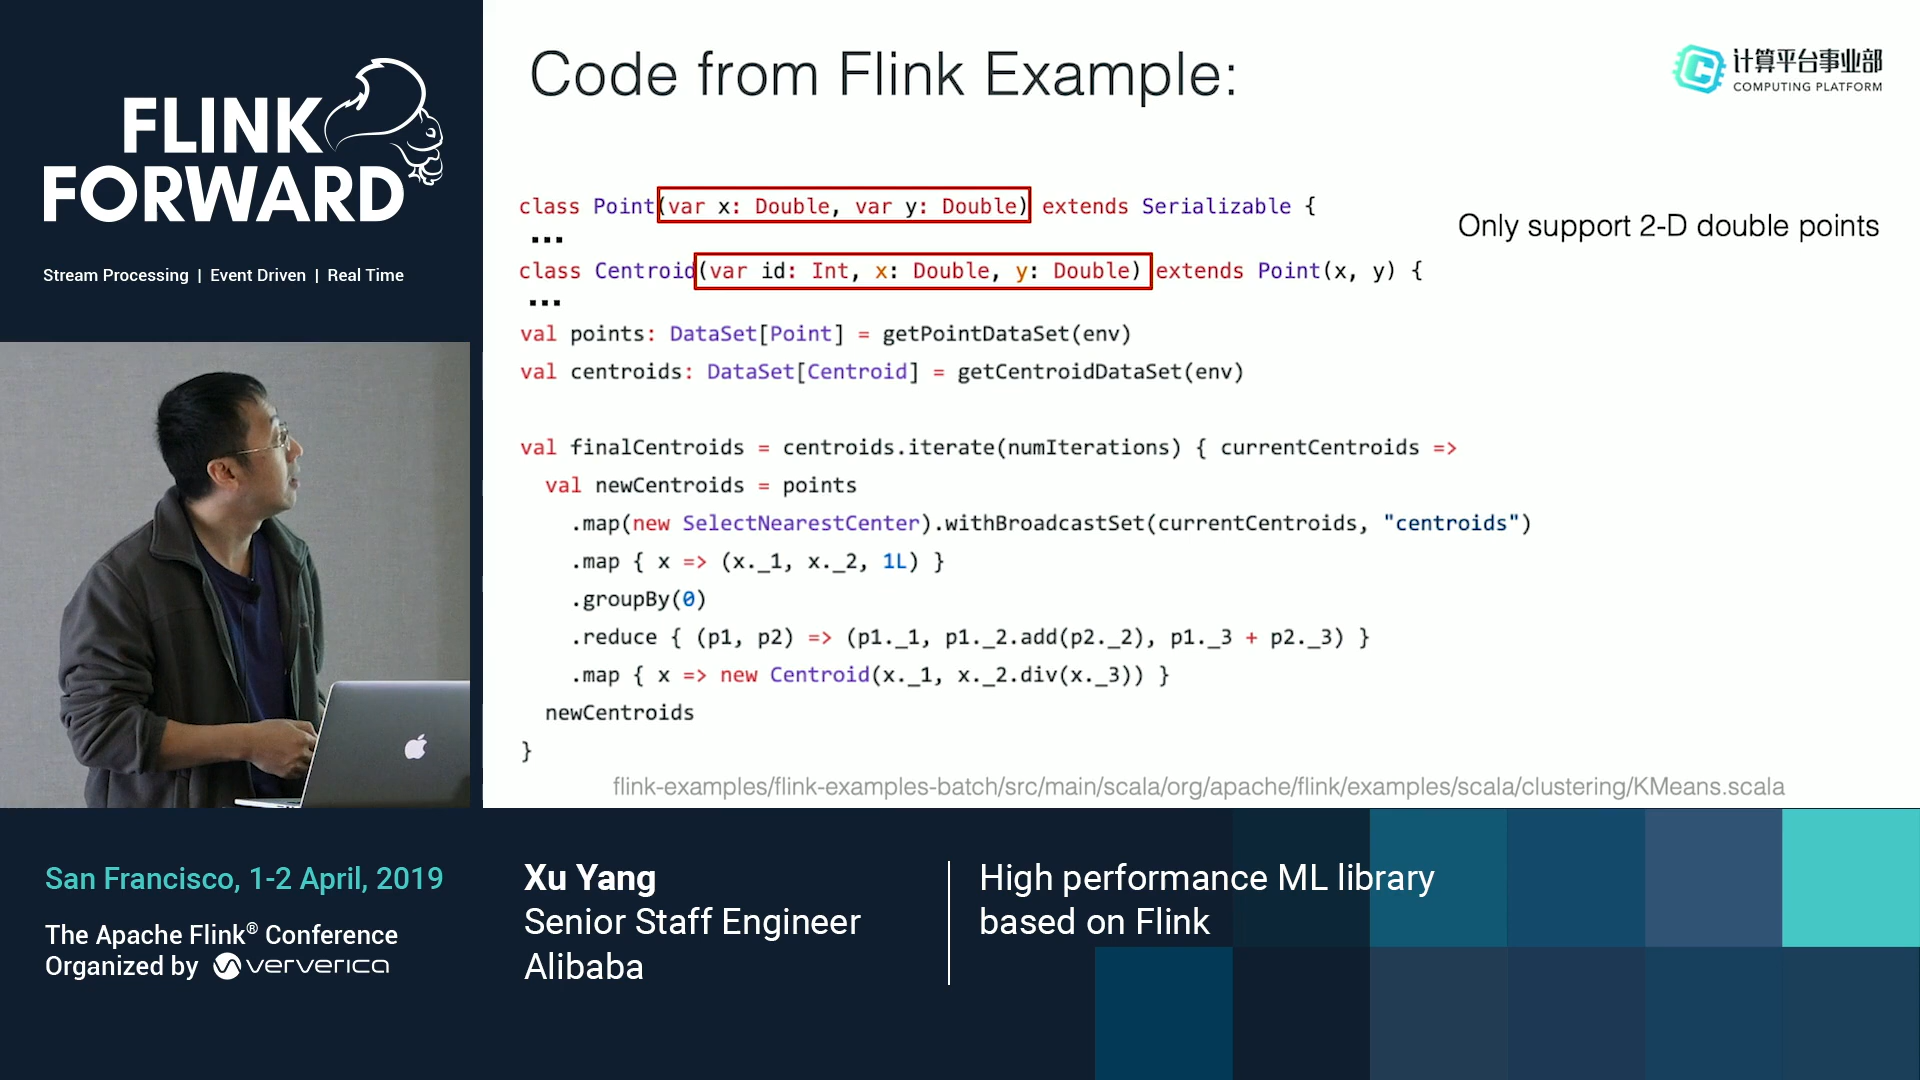 FLINK
FORWARD
Stream Processing | Event Driven | Real Time
Code from Flink Example:
计算平台事业部
COMPUTING PLATFORM
class Point(var x: Double, var y: Double) extends Serializable {
...
Only support 2-D double points
class Centroid(var id: Int, x: Double, y: Double) extends Point(x, y) {
...
val points: DataSet[Point] = getPointDataSet(env)
val centroids: DataSet[Centroid] = getCentroidDataSet(env)
val finalCentroids = centroids.iterate(numIterations) { currentCentroids =>
val newCentroids = points
.map(new SelectNearestCenter).withBroadcastSet(currentCentroids, "centroids")
.map { x => (x._1, x._2, 1L) }
.groupBy(0)
.reduce { (p1, p2) => (p1._1, p1._2.add(p2._2), p1._3 + p2._3) }
.map { x => new Centroid(x._1, x._2.div(x._3)) }
newCentroids
}
flink-examples/flink-examples-batch/src/main/scala/org/apache/flink/examples/scala/clustering/KMeans.scala
San Francisco, 1-2 April, 2019
The Apache Flink® Conference
Organized by ververica
Xu Yang
Senior Staff Engineer
Alibaba
High performance ML library
based on Flink